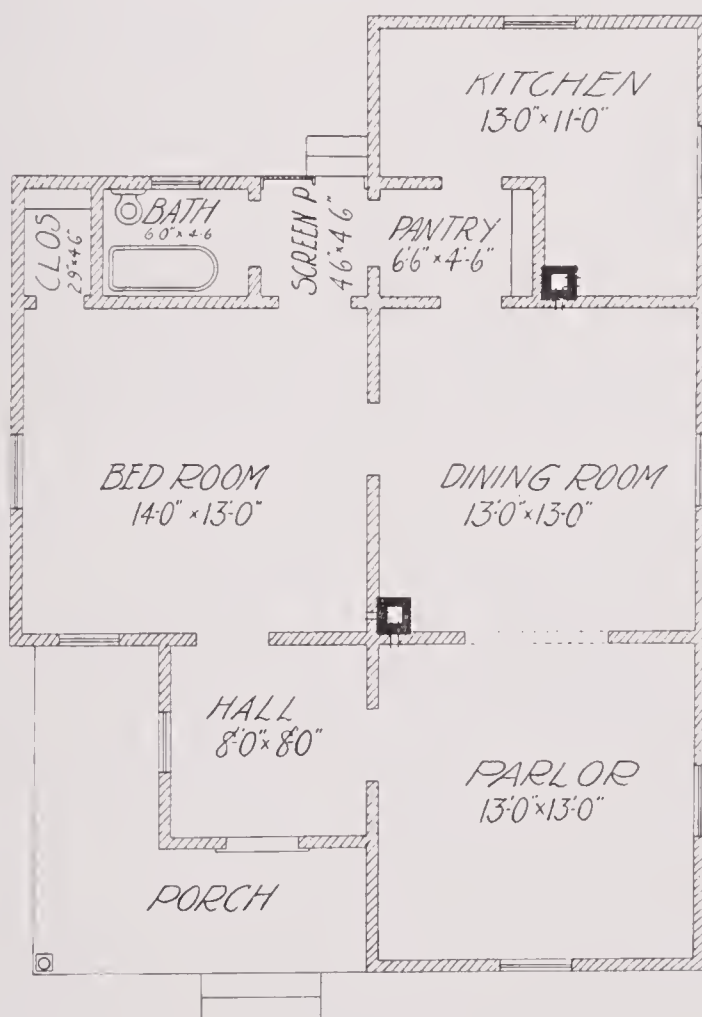 KITCHEN
13'-0" × 11'-0"
BATH
6'0" × 4'-6
CLOS
2'9" × 4'6"
SCREEN P.
4'6" × 4'6"
PANTRY
6'6" × 4'-6"
BED ROOM
14'-0" × 13'-0"
DINING ROOM
13'-0" × 13'-0"
HALL
8'-0" × 8'-0"
PARLOR
13'-0" × 13'-0"
PORCH